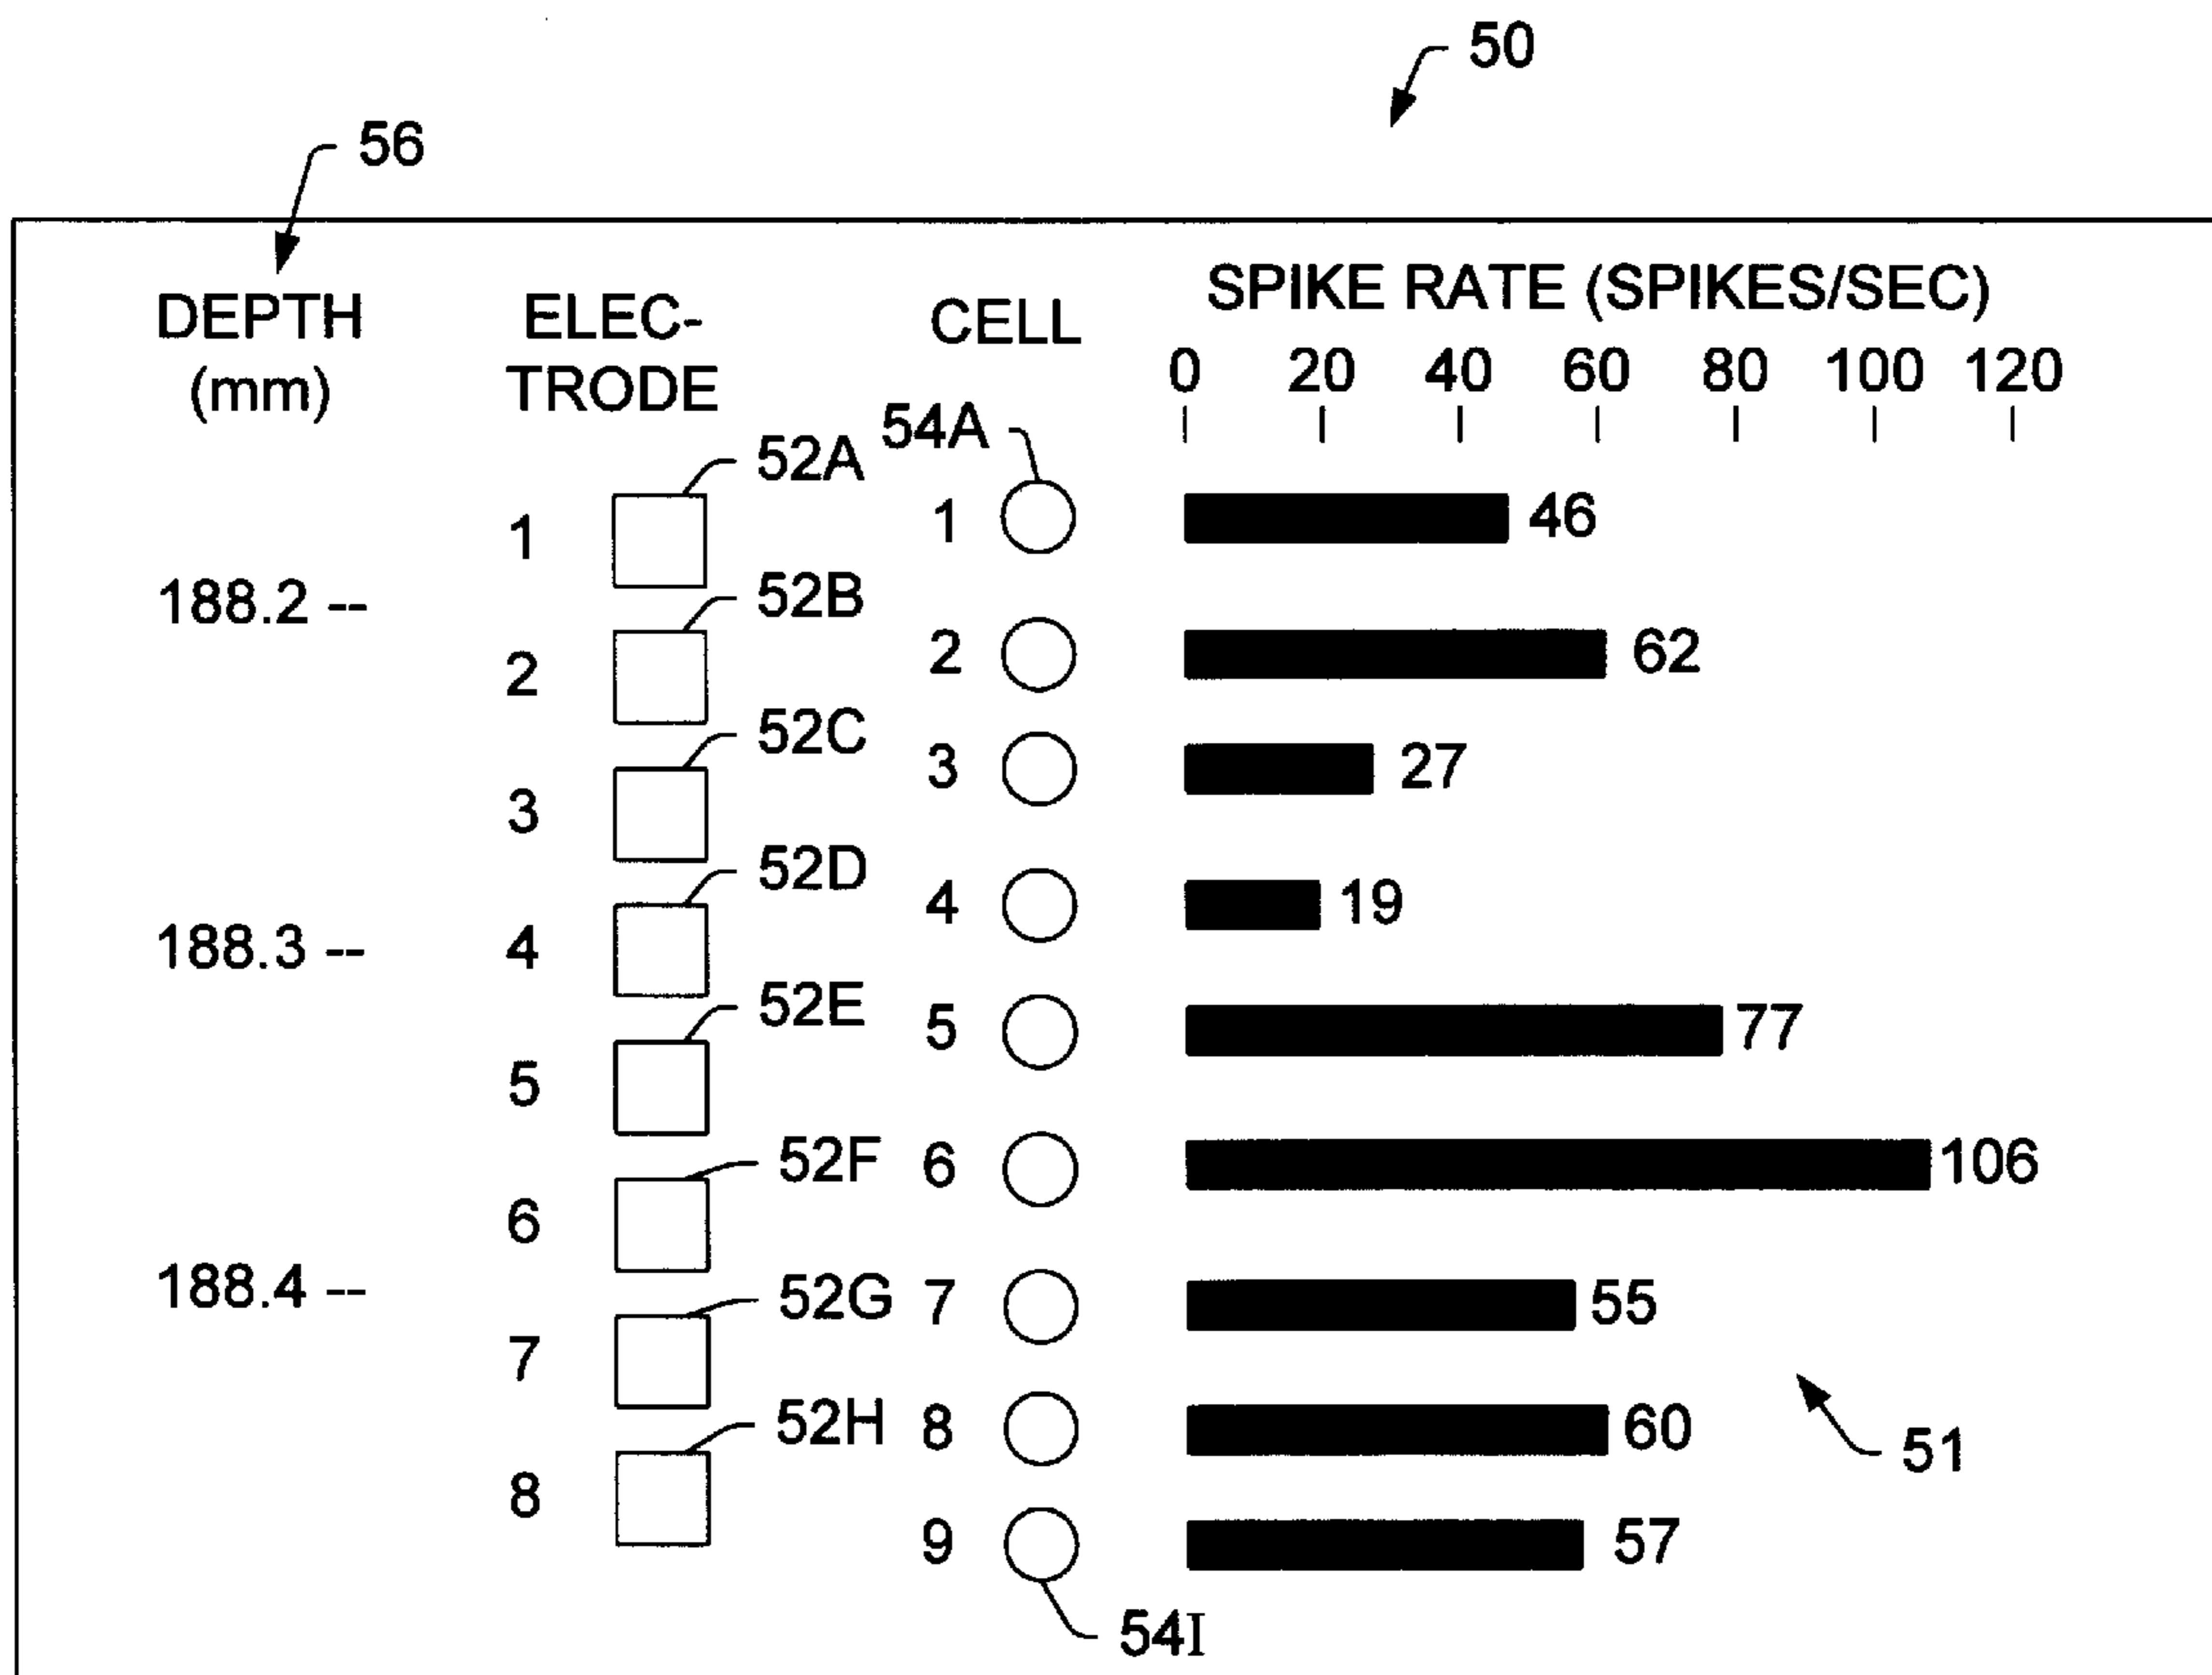 50
56
DEPTH
(mm)
ELEC-
TRODE
CELL
SPIKE RATE (SPIKES/SEC)
0 20 40 60 80 100 120
54A
52A
1
1
46
188.2 --
52B
2
2
62
52C
3
3
27
52D
4
19
188.3 --
4
52E
5
77
5
52F
6
106
6
188.4 --
52G
7
55
7
52H
8
60
51
8
9
57
54I